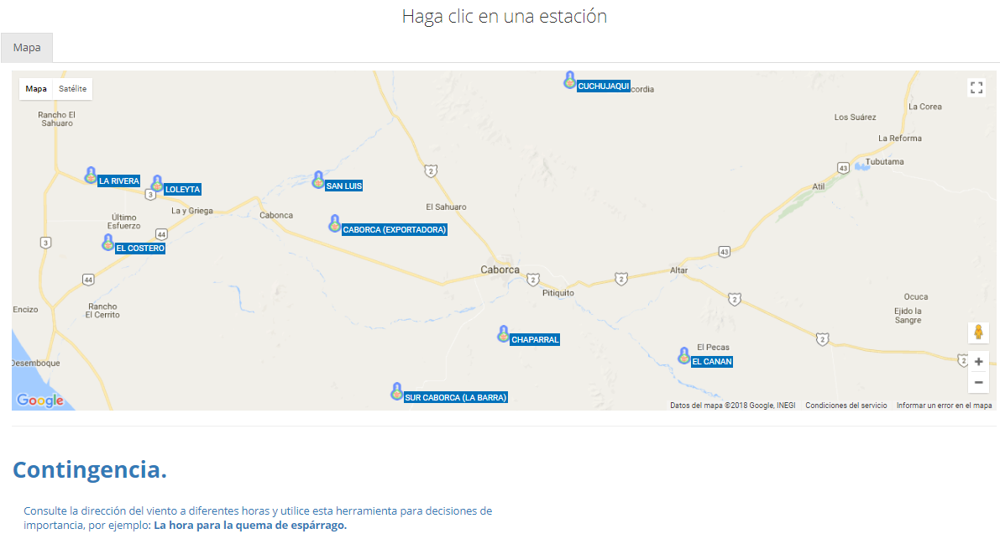 Haga clic en una estación
Mapa
Mapa
Satélite
CUCHUJAQUI
cordia
La Corea
Rancho El
Sahuaro
Los Suárez
La Reforma
Tubutama
43
2
LA RIVERA
LOLEYTA
3
SAN LUIS
Atil
El Sahuaro
La y Griega
Cabonca
Último
Esfuerzo
CABORCA (EXPORTADORA)
44
3
EL COSTERO
43
Caborca
Altar
44
2
2
Pitiquito
2
Ocuca
Rancho
El Cerrito
Encizo
Ejido la
Sangre
CHAPARRAL
2
El Pecas
EL CANAN
2
Desemboque
SUR CABORCA (LA BARRA)
Google
Datos del mapa ©2018 Google, INEGI
Condiciones del servicio
Informar un error en el mapa
Contingencia.
Consulte la dirección del viento a diferentes horas y utilice esta herramienta para decisiones de
importancia, por ejemplo: La hora para la quema de espárrago.